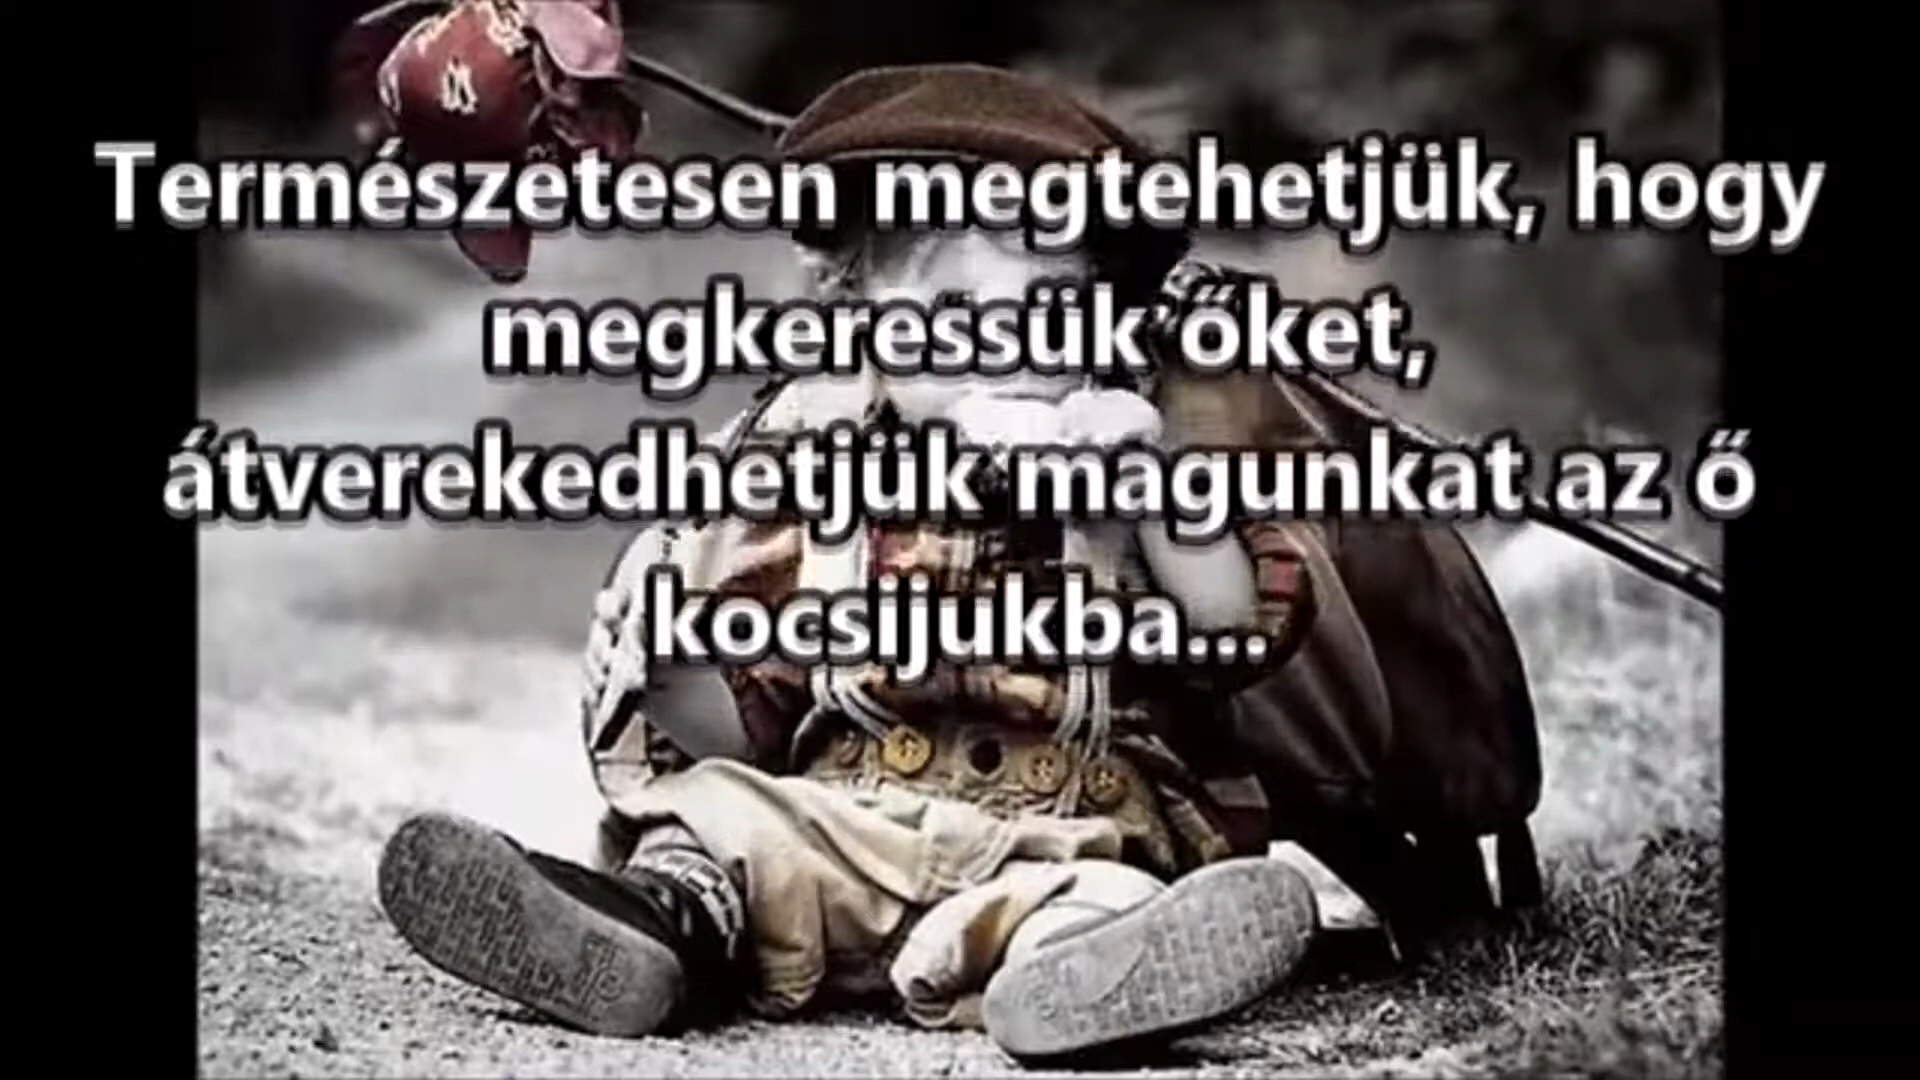 Természetesen megtehetjük, hogy
megkeressük őket,
átverekedhetjük magunkat az ő
kocsijukba...